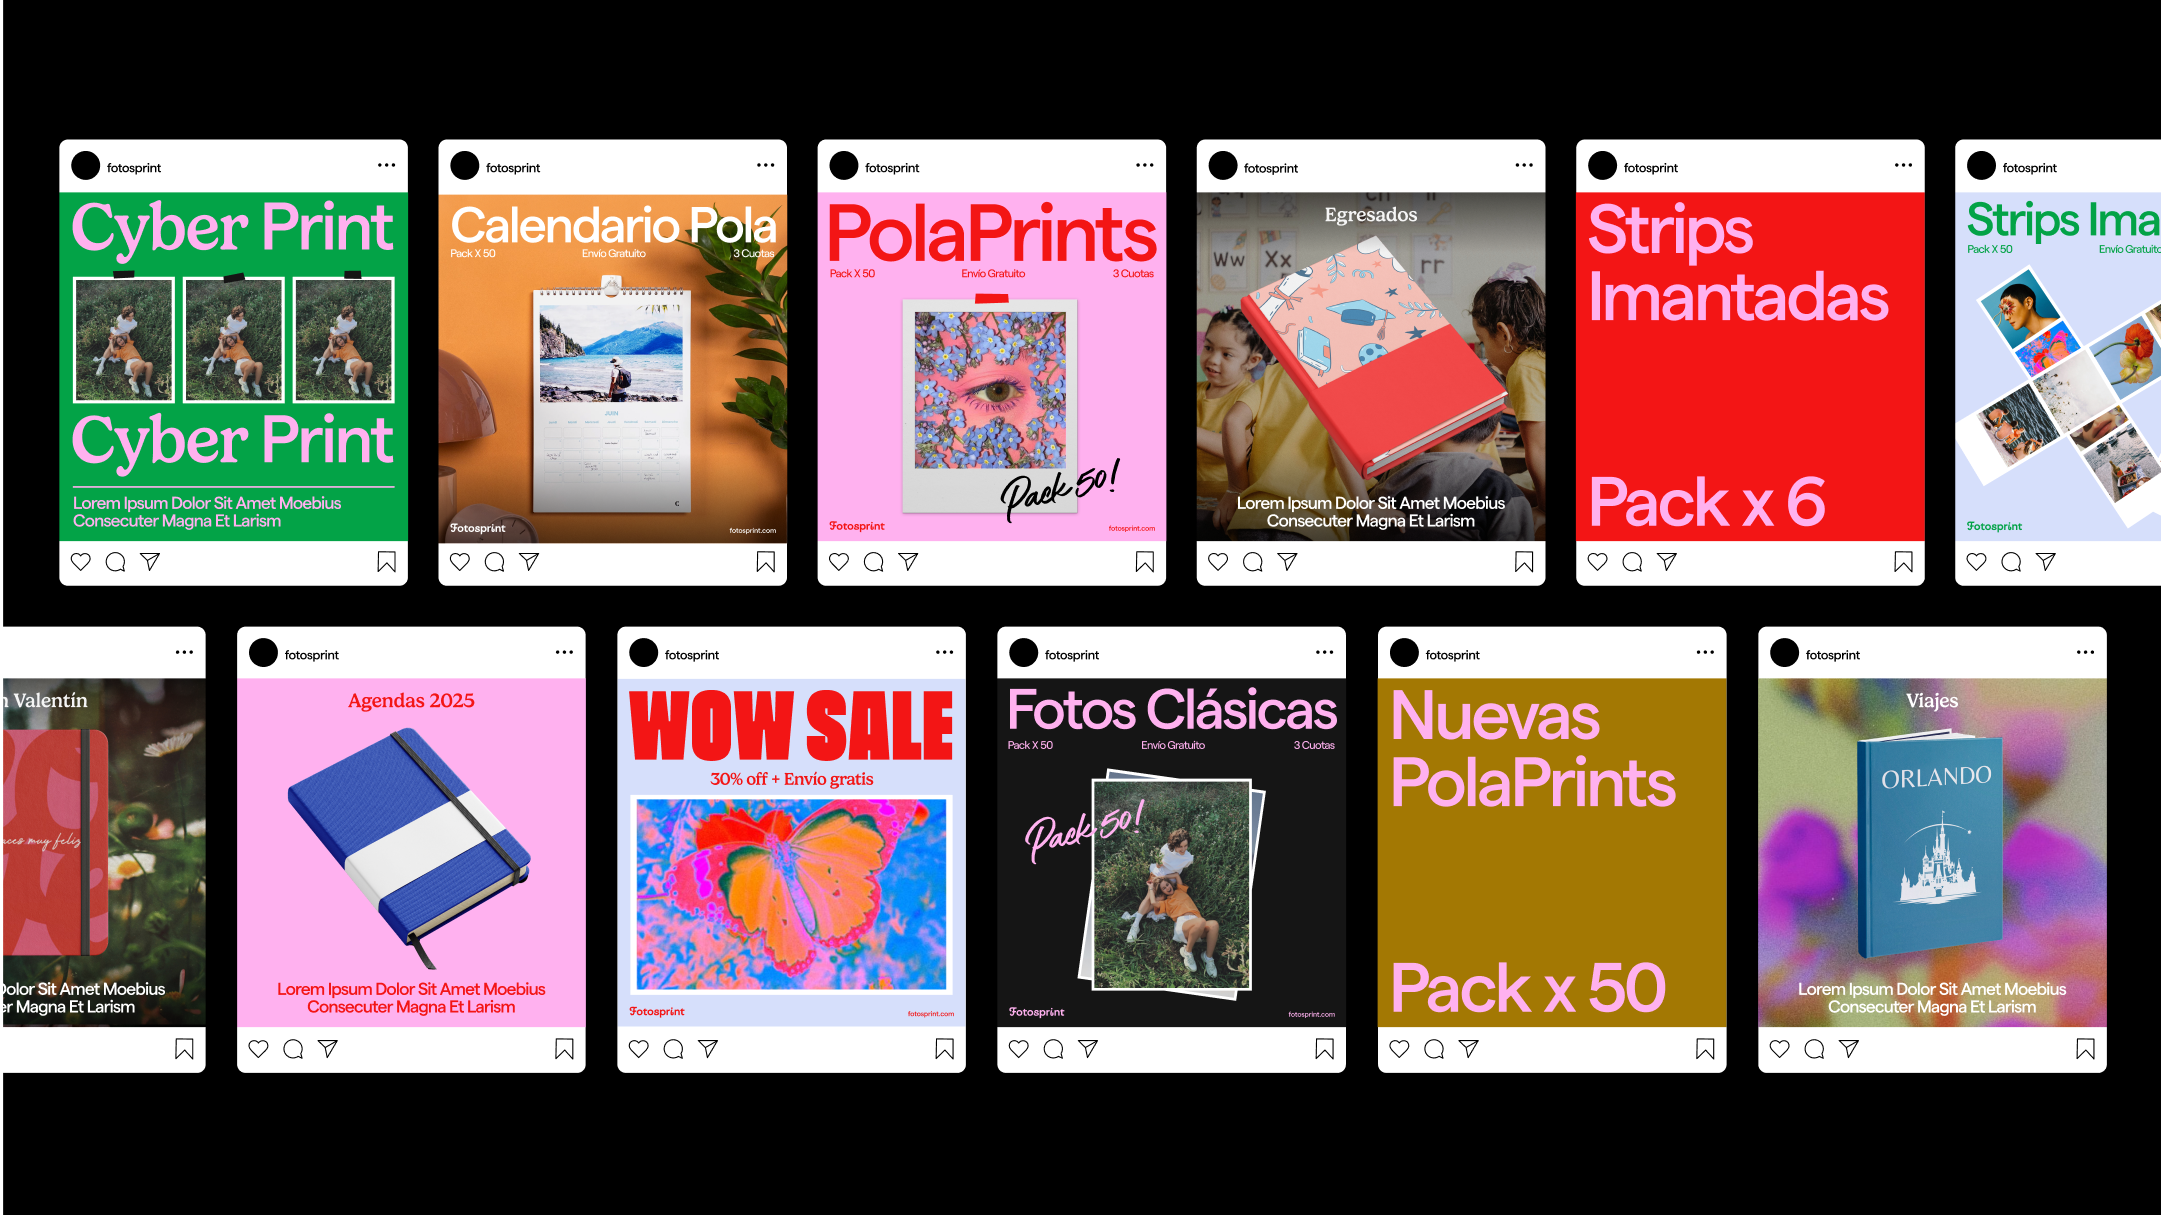 fotosprint
Cyber Print
Cyber Print
Lorem Ipsum Dolor Sit Amet Moebius
Consecuter Magna Et Larism
fotosprint
Calendario Pola
Pack X 50 Envío Gratuito 3 Cuotas
JUIN
Fotosprint fotosprint.com
fotosprint
PolaPrints
Pack X 50 Envío Gratuito 3 Cuotas
Pack 50!
Fotosprint fotosprint.com
fotosprint
Egresados
Ww Xx rr
Lorem Ipsum Dolor Sit Amet Moebius
Consecuter Magna Et Larism
fotosprint
Strips
Imantadas
Pack x 6
fotosprint
Strips Ima
Pack X 50 Envío Gratuito
Fotosprint
n Valentín
muy feliz
Dolor Sit Amet Moebius
er Magna Et Larism
fotosprint
Agendas 2025
Lorem Ipsum Dolor Sit Amet Moebius
Consecuter Magna Et Larism
fotosprint
WOW SALE
30% off + Envío gratis
Fotosprint fotosprint.com
fotosprint
Fotos Clásicas
Pack X 50 Envío Gratuito 3 Cuotas
Pack 50!
Fotosprint fotosprint.com
fotosprint
Nuevas
PolaPrints
Pack x 50
fotosprint
Viajes
ORLANDO
Lorem Ipsum Dolor Sit Amet Moebius
Consecuter Magna Et Larism